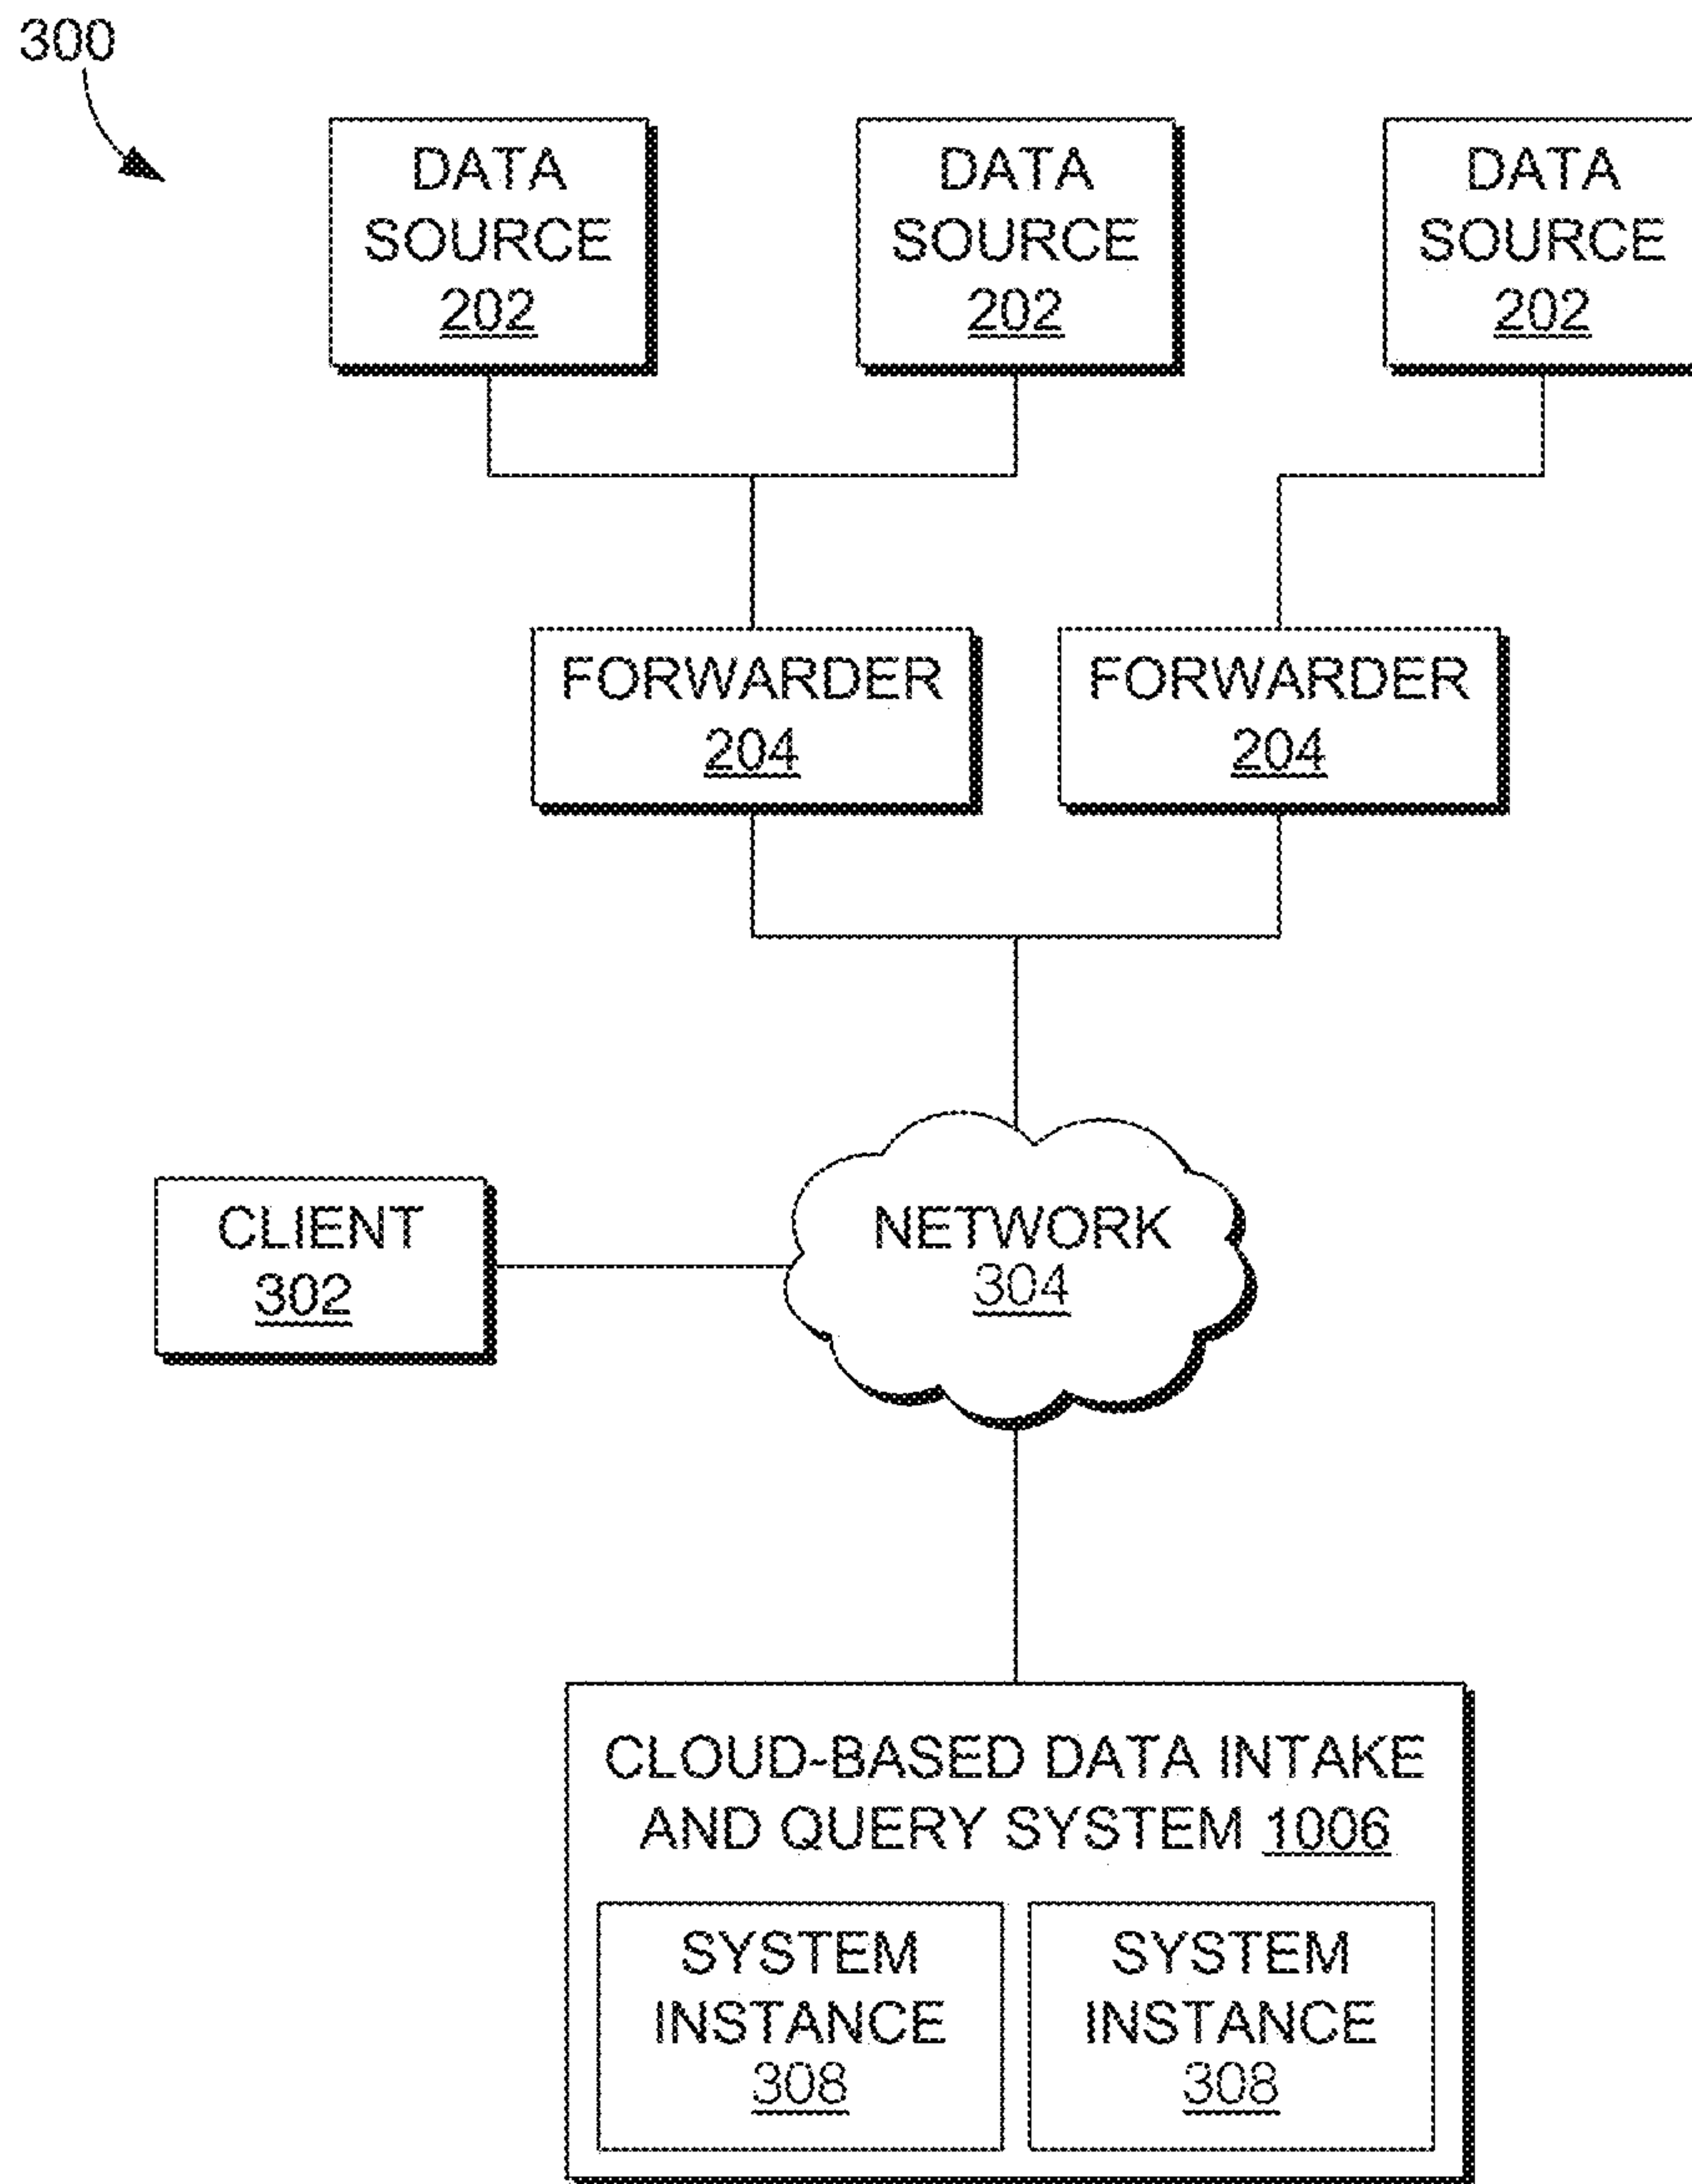 300
DATA
SOURCE
202
DATA
SOURCE
202
DATA
SOURCE
202
FORWARDER
204
FORWARDER
204
CLIENT
302
NETWORK
304
CLOUD-BASED DATA INTAKE
AND QUERY SYSTEM 1006
SYSTEM
INSTANCE
308
SYSTEM
INSTANCE
308